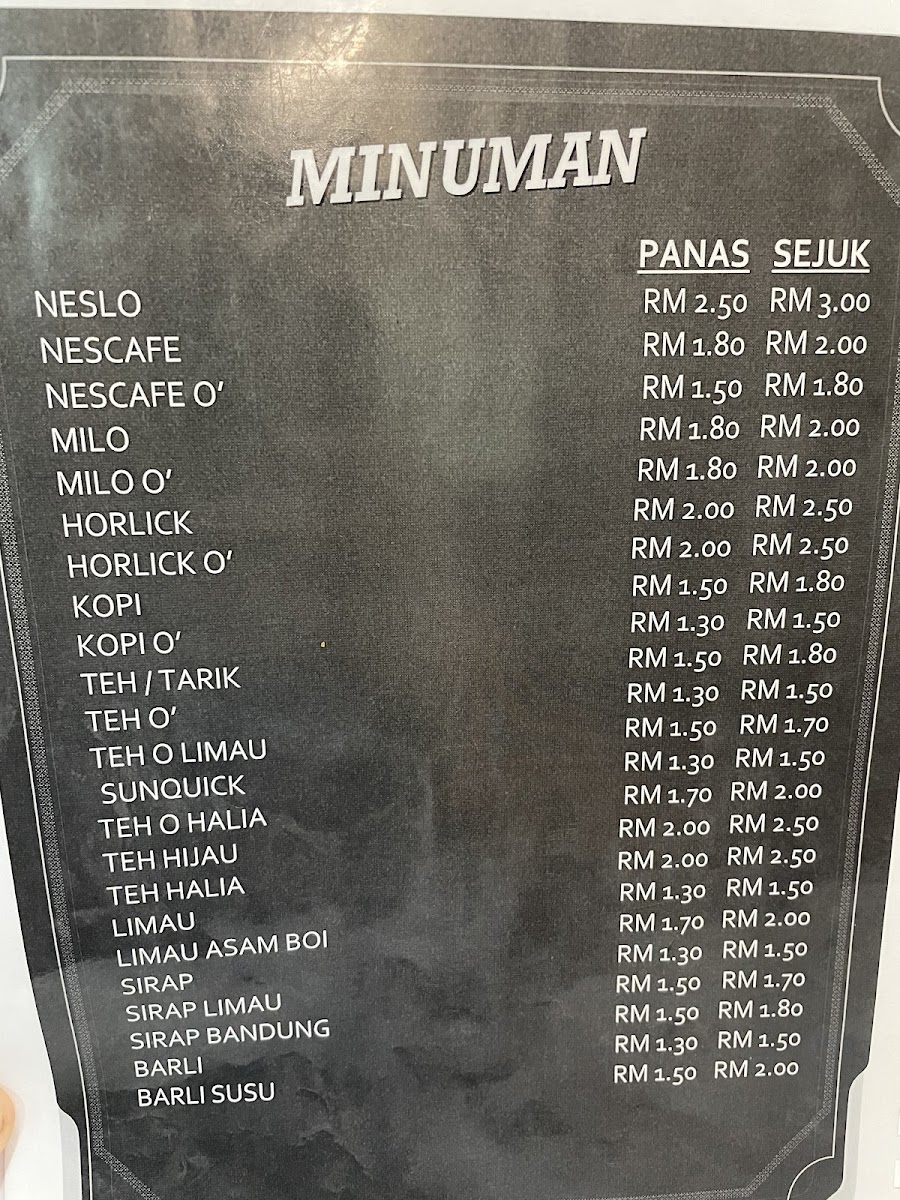 MINUMAN
PANAS SEJUK
NESLO RM 2.50 RM 3.00
NESCAFE RM 1.80 RM 2.00
NESCAFE O' RM 1.50 RM 1.80
MILO RM 1.80 RM 2.00
MILO O' RM 1.80 RM 2.00
HORLICK RM 2.00 RM 2.50
HORLICK O' RM 2.00 RM 2.50
KOPI RM 1.50 RM 1.80
KOPI O' RM 1.30 RM 1.50
TEH / TARIK RM 1.50 RM 1.80
TEH O' RM 1.30 RM 1.50
TEH O LIMAU RM 1.50 RM 1.70
SUNQUICK RM 1.30 RM 1.50
TEH O HALIA RM 1.70 RM 2.00
TEH HIJAU RM 2.00 RM 2.50
TEH HALIA RM 2.00 RM 2.50
LIMAU RM 1.30 RM 1.50
LIMAU ASAM BOI RM 1.70 RM 2.00
SIRAP RM 1.30 RM 1.50
SIRAP LIMAU RM 1.50 RM 1.70
SIRAP BANDUNG RM 1.50 RM 1.80
BARLI RM 1.30 RM 1.50
BARLI SUSU RM 1.50 RM 2.00